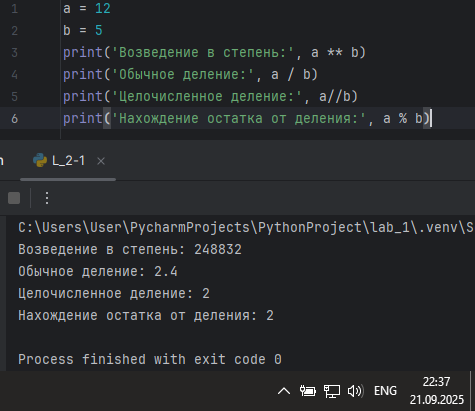 1 a = 12
2 b = 5
3 print('Возведение в степень:', a ** b)
4 print('Обычное деление:', a / b)
5 print('Целочисленное деление:', a//b)
6 print('Нахождение остатка от деления:', a % b)
n L_2-1 ×
C:\Users\User\PycharmProjects\PythonProject\lab_1\.venv\S
Возведение в степень: 248832
Обычное деление: 2.4
Целочисленное деление: 2
Нахождение остатка от деления: 2
Process finished with exit code 0
ENG 22:37
21.09.2025